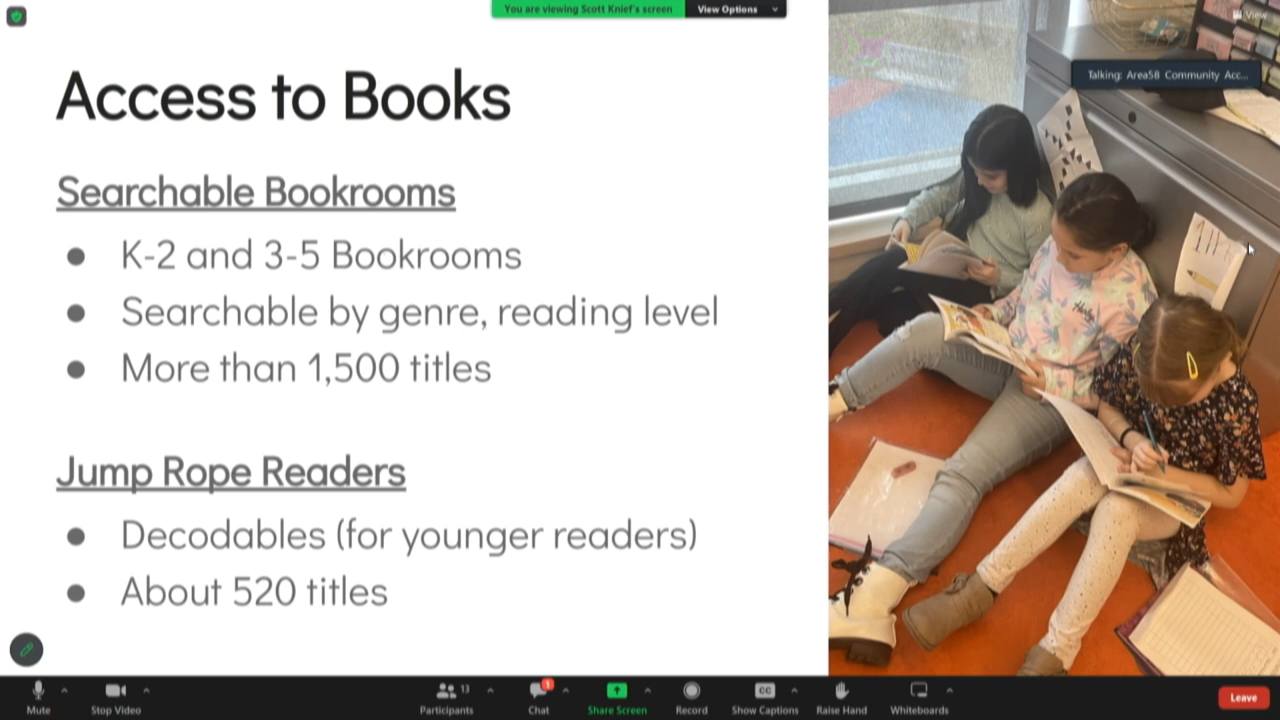 You are viewing Scott Knief's screen
View Options
View
Talking: Area58 Community Acc...
Access to Books
Searchable Bookrooms
● K-2 and 3-5 Bookrooms
● Searchable by genre, reading level
● More than 1,500 titles
Jump Rope Readers
● Decodables (for younger readers)
● About 520 titles
Mute
Stop Video
13
Participants
1
Chat
Share Screen
Record
CC
Show Captions
Raise Hand
Whiteboards
Leave